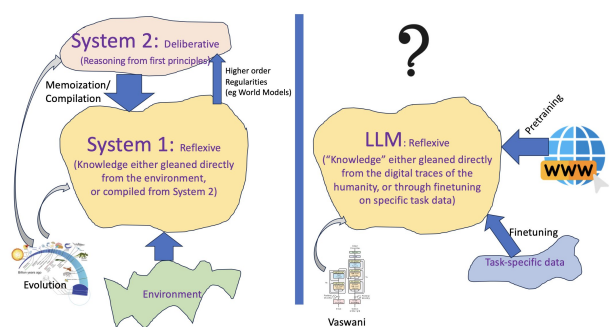 System 2: Deliberative
(Reasoning from first principles)
Memoization/
Compilation
Higher order
Regularities
(eg World Models)
System 1: Reflexive
(Knowledge either gleaned directly
from the environment,
or compiled from System 2)
Evolution
Environment
?
LLM: Reflexive
("Knowledge" either gleaned directly
from the digital traces of the
humanity, or through finetuning
on specific task data)
Pretraining
WWW
Finetuning
Task-specific data
Vaswani